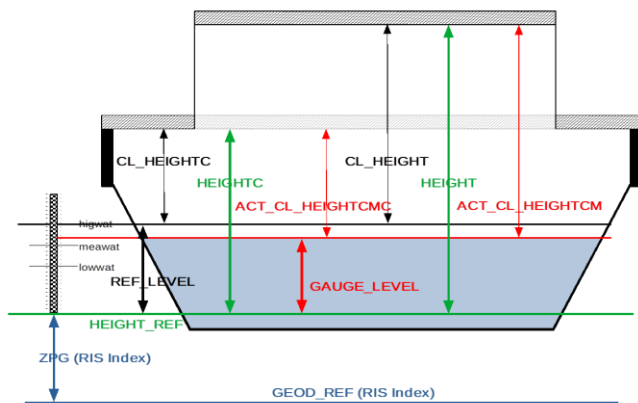 CL_HEIGHTC
CL_HEIGHT
HEIGHTC
HEIGHT
ACT_CL_HEIGHTCMC
ACT_CL_HEIGHTCM
higwat
meawat
lowwat
REF_LEVEL
GAUGE_LEVEL
HEIGHT_REF
ZPG (RIS Index)
GEOD_REF (RIS Index)